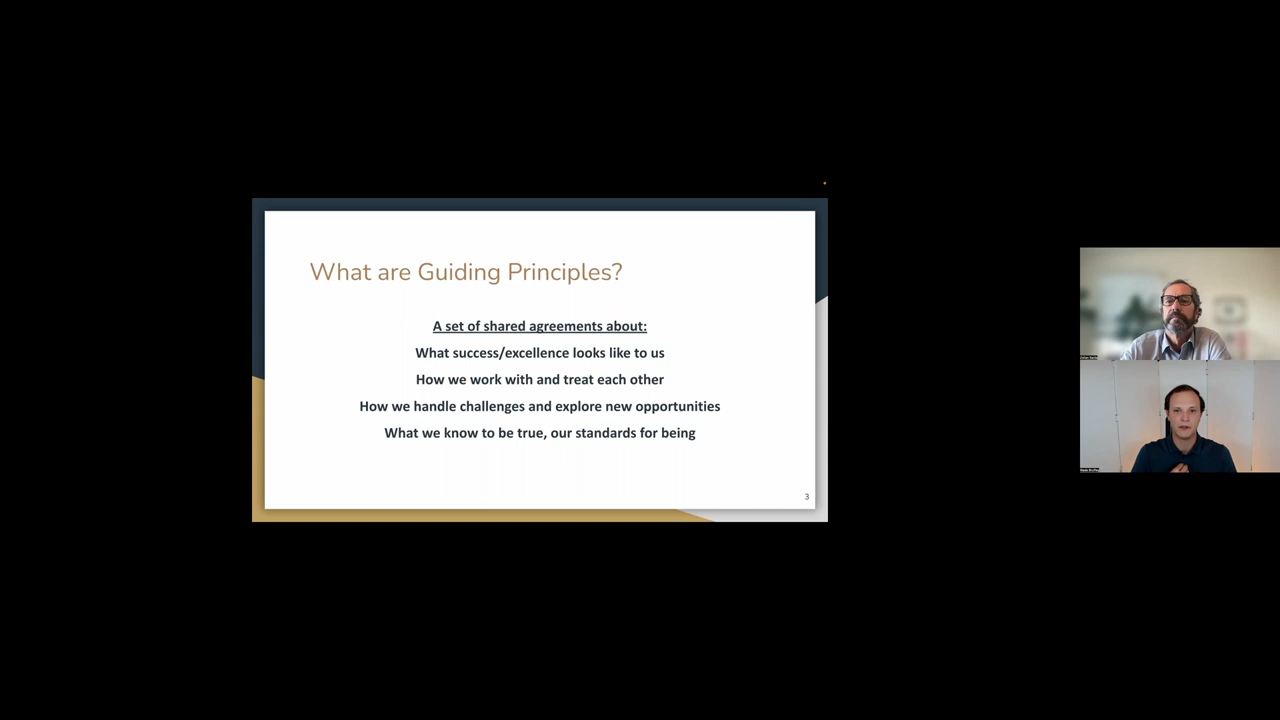 What are Guiding Principles?
A set of shared agreements about:
What success/excellence looks like to us
How we work with and treat each other
How we handle challenges and explore new opportunities
What we know to be true, our standards for being
3